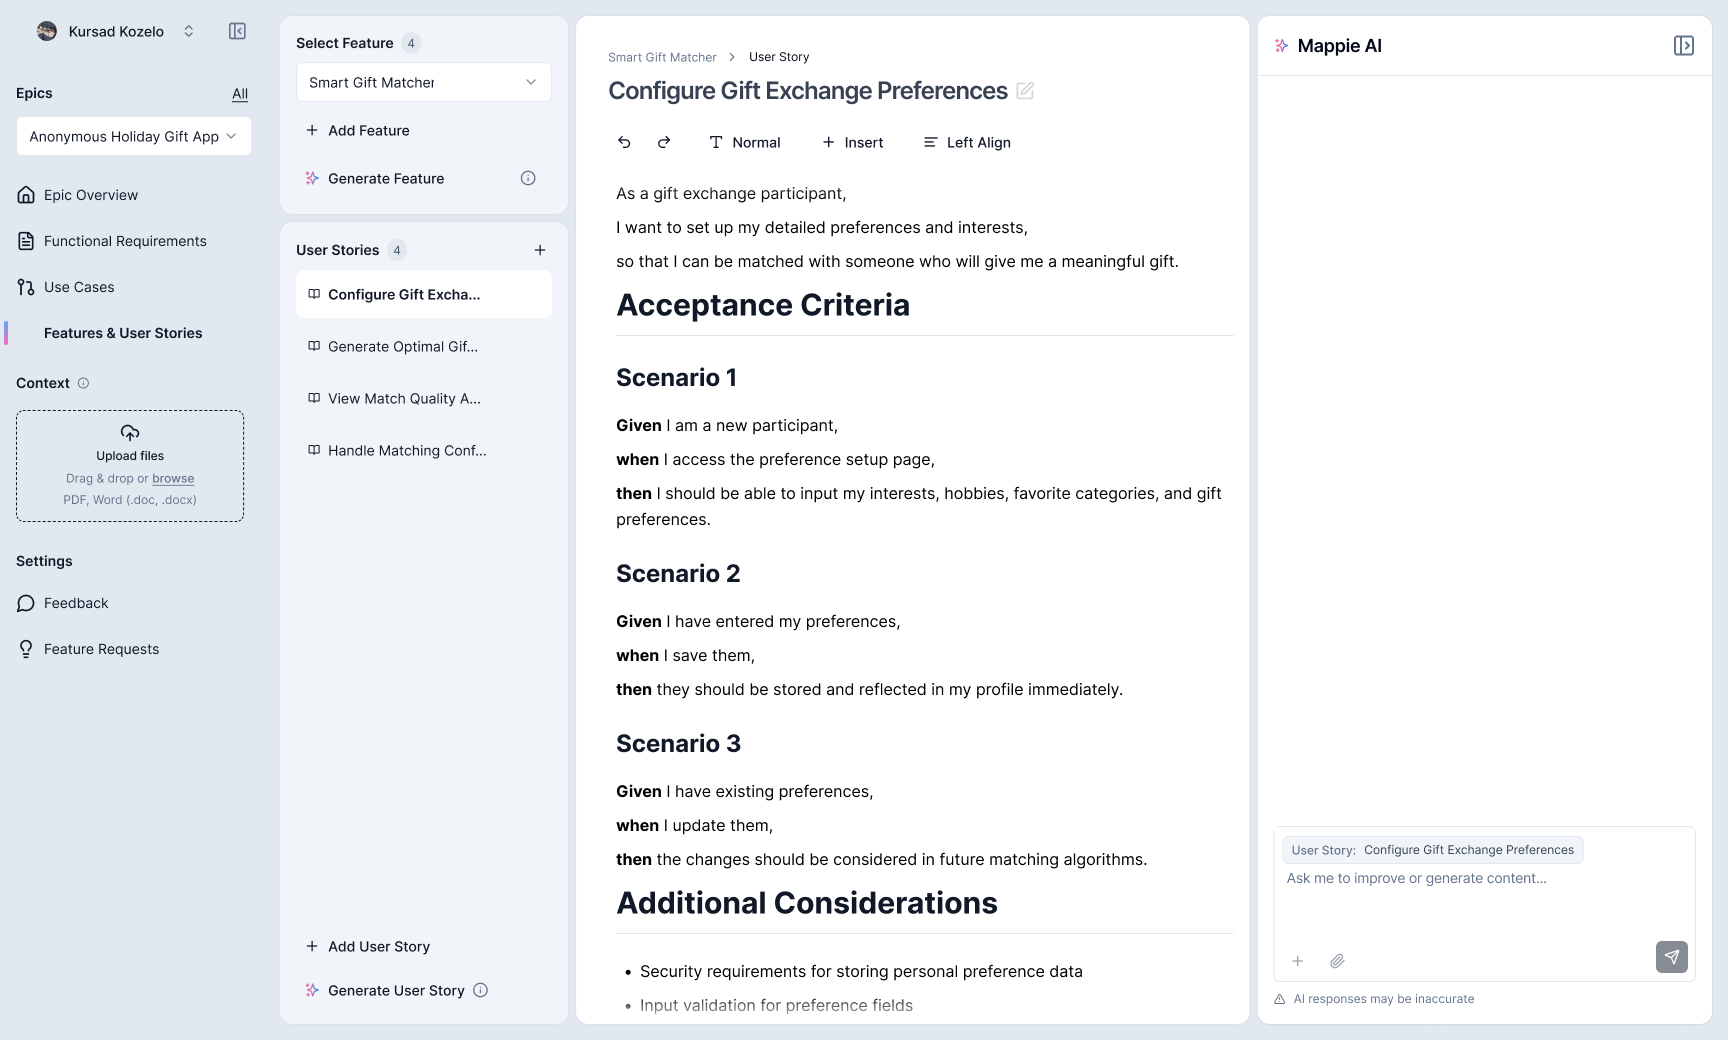 Kursad Kozelo
Epics
All
Anonymous Holiday Gift App
Epic Overview
Functional Requirements
Use Cases
Features & User Stories
Context
Upload files
Drag & drop or browse
PDF, Word (.doc, .docx)
Settings
Feedback
Feature Requests
Select Feature 4
Smart Gift Matcher
+ Add Feature
Generate Feature
User Stories 4
Configure Gift Excha...
Generate Optimal Gif...
View Match Quality A...
Handle Matching Conf...
+ Add User Story
Generate User Story
Smart Gift Matcher > User Story
Configure Gift Exchange Preferences
Normal
+ Insert
Left Align
As a gift exchange participant,
I want to set up my detailed preferences and interests,
so that I can be matched with someone who will give me a meaningful gift.
Acceptance Criteria
Scenario 1
Given I am a new participant,
when I access the preference setup page,
then I should be able to input my interests, hobbies, favorite categories, and gift
preferences.
Scenario 2
Given I have entered my preferences,
when I save them,
then they should be stored and reflected in my profile immediately.
Scenario 3
Given I have existing preferences,
when I update them,
then the changes should be considered in future matching algorithms.
Additional Considerations
• Security requirements for storing personal preference data
• Input validation for preference fields
Mappie AI
User Story: Configure Gift Exchange Preferences
Ask me to improve or generate content...
AI responses may be inaccurate